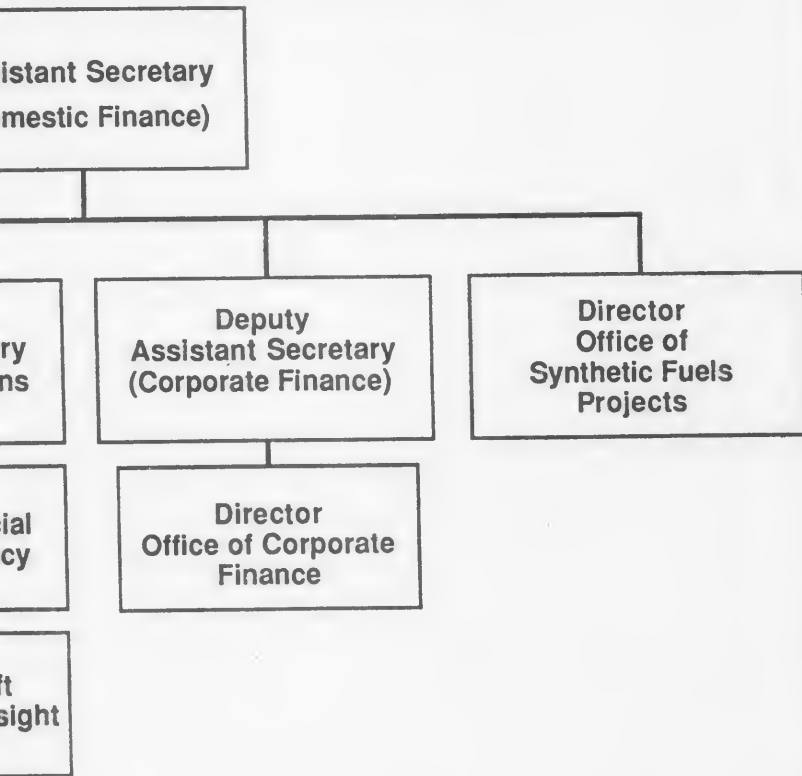 istant Secretary
mestic Finance)
ry
ns
Deputy
Assistant Secretary
(Corporate Finance)
Director
Office of
Synthetic Fuels
Projects
cial
cy
Director
Office of Corporate
Finance
ft
sight